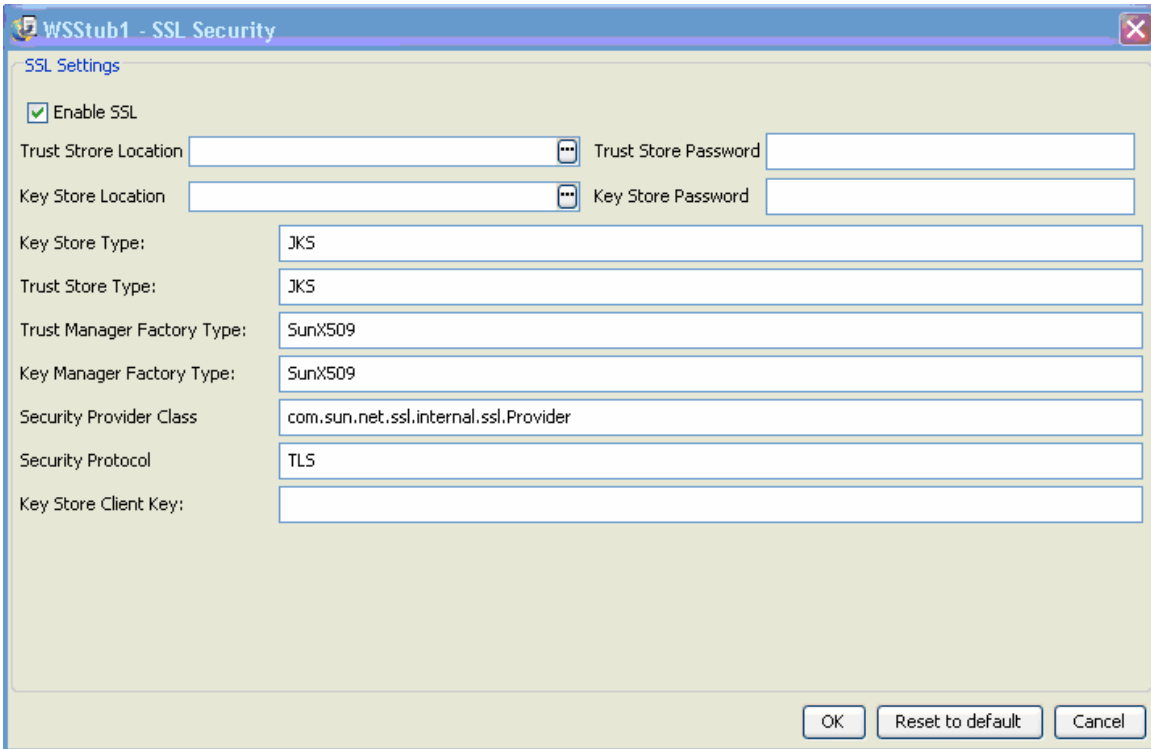 WSStub1 - SSL Security
SSL Settings
Enable SSL
Trust Strore Location Trust Store Password
Key Store Location Key Store Password
Key Store Type: JKS
Trust Store Type: JKS
Trust Manager Factory Type: SunX509
Key Manager Factory Type: SunX509
Security Provider Class com.sun.net.ssl.internal.ssl.Provider
Security Protocol TLS
Key Store Client Key:
OK Reset to default Cancel